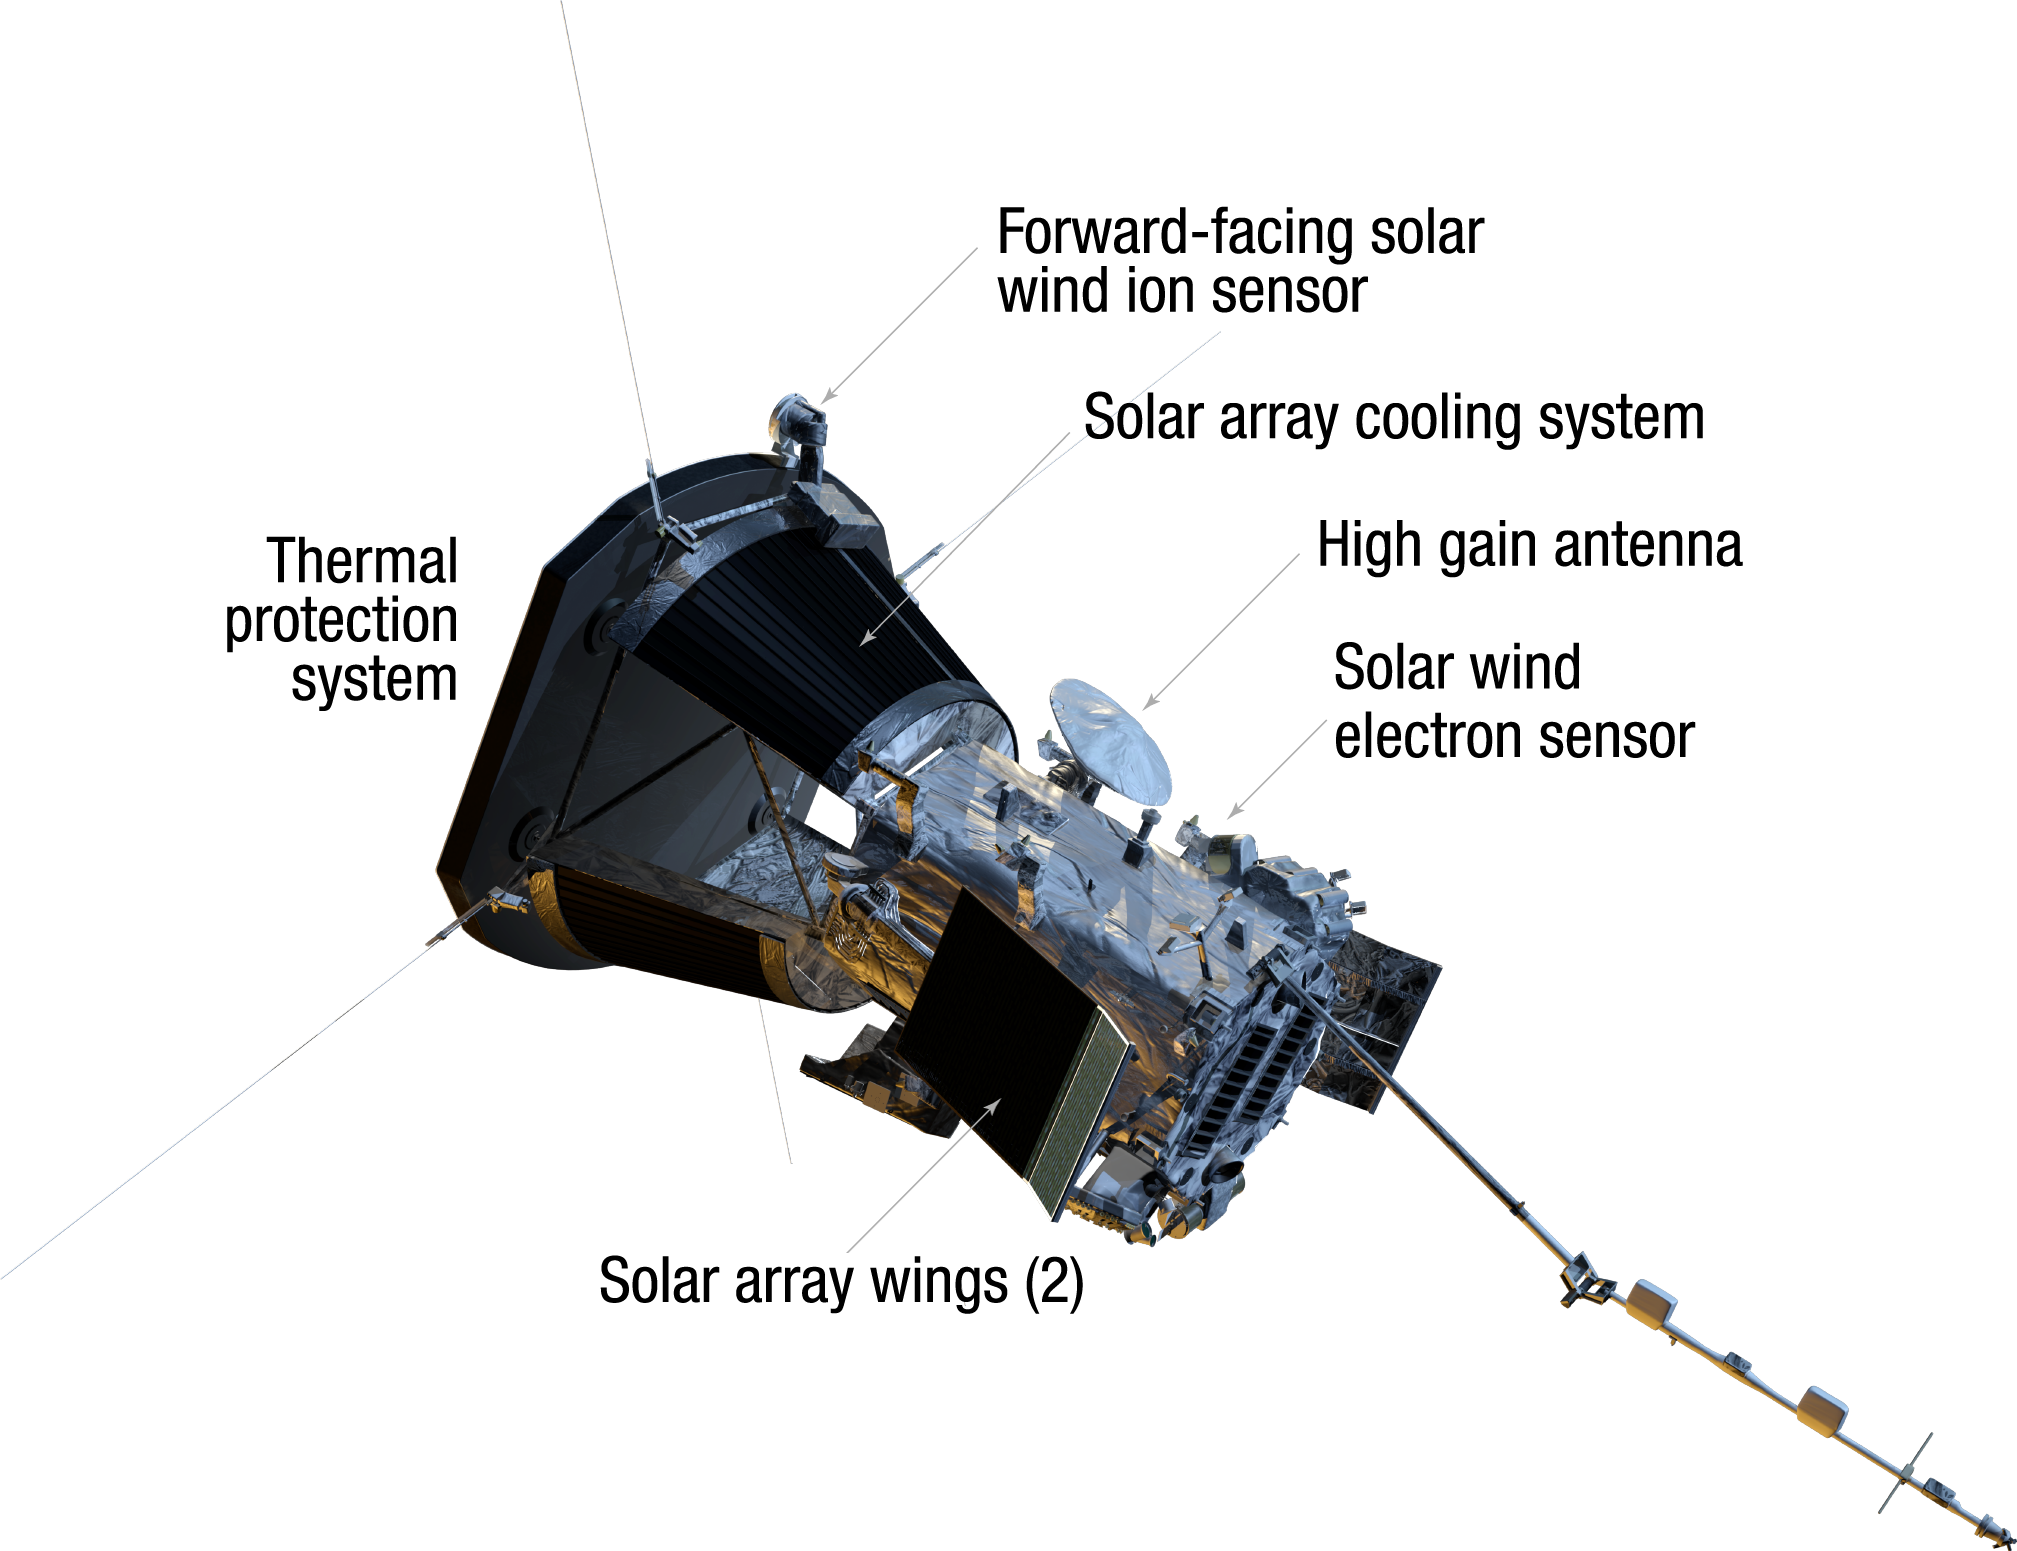 Forward-facing solar
wind ion sensor
Solar array cooling system
High gain antenna
Thermal
protection
system
Solar wind
electron sensor
Solar array wings (2)